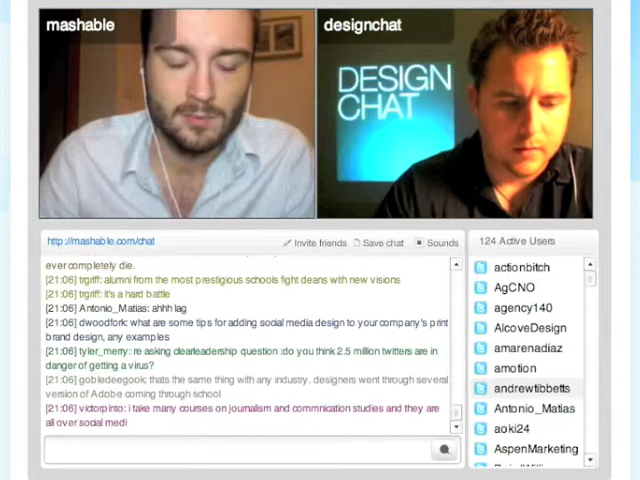 mashable
designchat
DESIGN
CHAT
http://mashable.com/chat
Invite friends
Save chat
Sounds
124 Active Users
ever completely die.
[21:06] trgriff: alumni from the most prestigious schools fight deans with new visions
[21:06] trgriff: it's a hard battle
[21:06] Antonio_Matias: ahhh lag
[21:06] dwoodfork: what are some tips for adding social media design to your company's print
brand design, any examples
[21:06] tyler_merry: re asking clearleadership question :do you think 2.5 million twitters are in
danger of getting a virus?
[21:06] gobledeegook: thats the same thing with any industry. designers went through several
version of Adobe coming through school
[21:06] victorpinto: i take many courses on journalism and commnication studies and they are
all over social medi
actionbitch
AgCNO
agency140
AlcoveDesign
amarenadiaz
amotion
andrewtibbetts
Antonio_Matias
aoki24
AspenMarketing